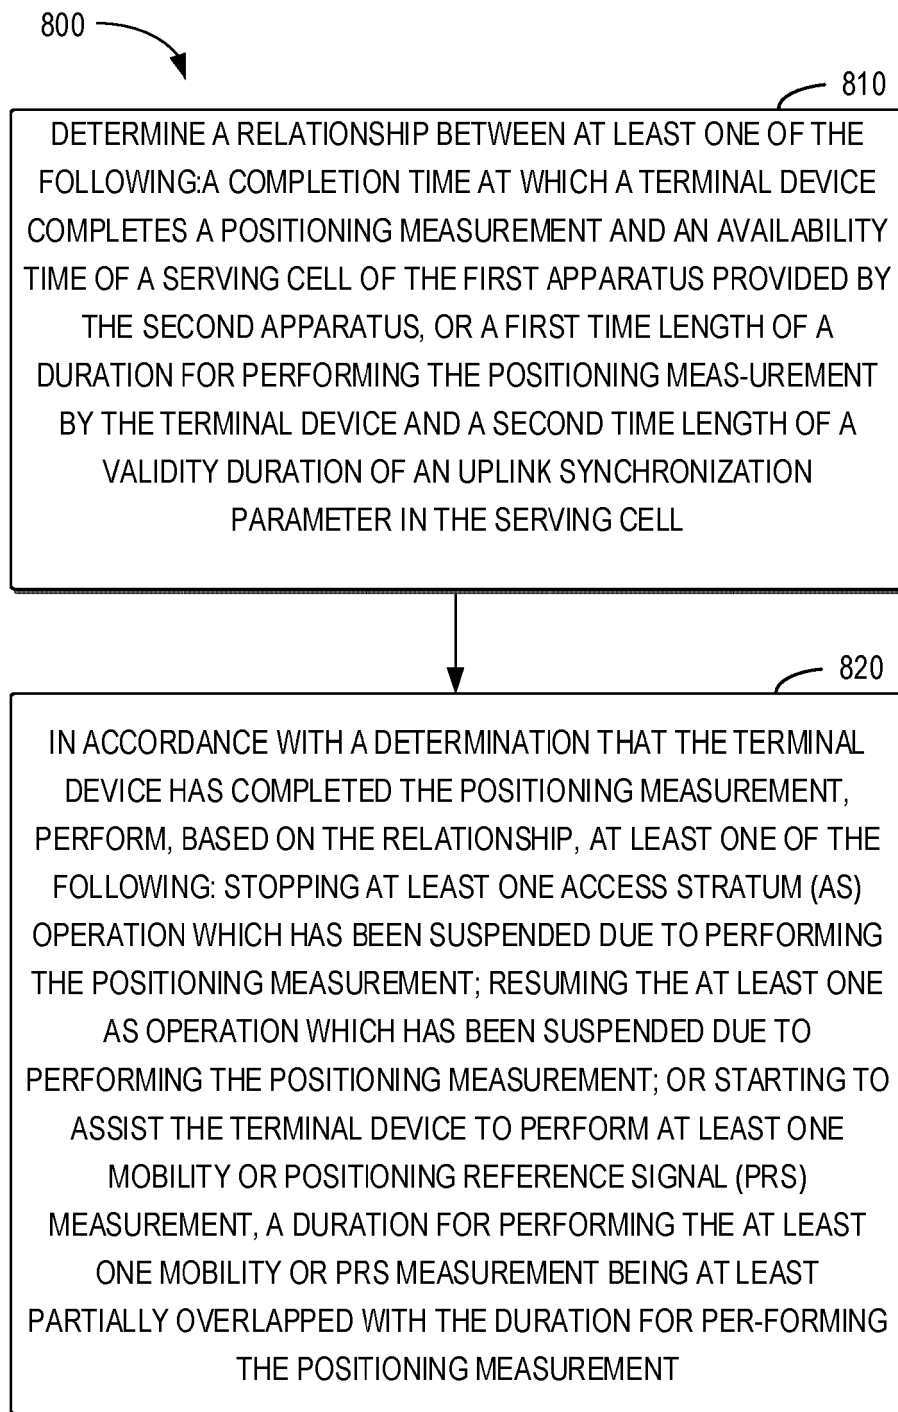 800
810
DETERMINE A RELATIONSHIP BETWEEN AT LEAST ONE OF THE
FOLLOWING:A COMPLETION TIME AT WHICH A TERMINAL DEVICE
COMPLETES A POSITIONING MEASUREMENT AND AN AVAILABILITY
TIME OF A SERVING CELL OF THE FIRST APPARATUS PROVIDED BY
THE SECOND APPARATUS, OR A FIRST TIME LENGTH OF A
DURATION FOR PERFORMING THE POSITIONING MEAS-UREMENT
BY THE TERMINAL DEVICE AND A SECOND TIME LENGTH OF A
VALIDITY DURATION OF AN UPLINK SYNCHRONIZATION
PARAMETER IN THE SERVING CELL
820
IN ACCORDANCE WITH A DETERMINATION THAT THE TERMINAL
DEVICE HAS COMPLETED THE POSITIONING MEASUREMENT,
PERFORM, BASED ON THE RELATIONSHIP, AT LEAST ONE OF THE
FOLLOWING: STOPPING AT LEAST ONE ACCESS STRATUM (AS)
OPERATION WHICH HAS BEEN SUSPENDED DUE TO PERFORMING
THE POSITIONING MEASUREMENT; RESUMING THE AT LEAST ONE
AS OPERATION WHICH HAS BEEN SUSPENDED DUE TO
PERFORMING THE POSITIONING MEASUREMENT; OR STARTING TO
ASSIST THE TERMINAL DEVICE TO PERFORM AT LEAST ONE
MOBILITY OR POSITIONING REFERENCE SIGNAL (PRS)
MEASUREMENT, A DURATION FOR PERFORMING THE AT LEAST
ONE MOBILITY OR PRS MEASUREMENT BEING AT LEAST
PARTIALLY OVERLAPPED WITH THE DURATION FOR PER-FORMING
THE POSITIONING MEASUREMENT